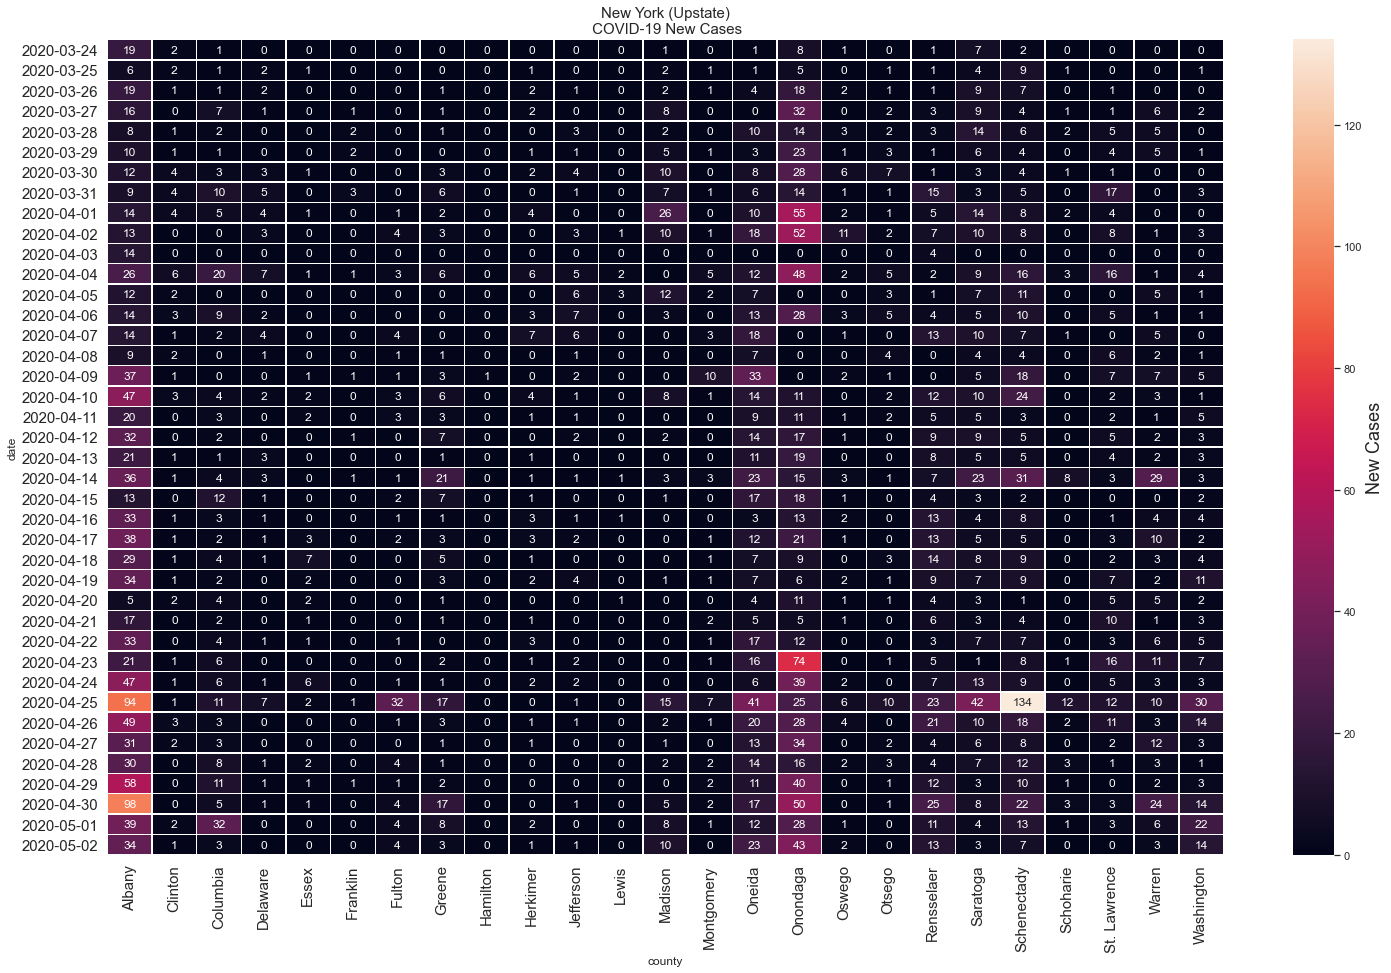 New York (Upstate)
COVID-19 New Cases
2020-03-24 19 2 1 0 0 0 0 0 0 0 0 0 1 0 1 8 1 0 1 7 2 0 0 0 0
2020-03-25 6 2 1 2 1 0 0 0 0 1 0 0 2 1 1 5 0 1 1 4 9 1 0 0 1
2020-03-26 19 1 1 2 0 0 0 1 0 2 1 0 2 1 4 18 2 1 1 9 7 0 1 0 0
2020-03-27 16 0 7 1 0 1 0 1 0 2 0 0 8 0 0 32 0 2 3 9 4 1 1 6 2
2020-03-28 8 1 2 0 0 2 0 1 0 0 3 0 2 0 10 14 3 2 3 14 6 2 5 5 0
2020-03-29 10 1 1 0 0 2 0 0 0 1 1 0 5 1 3 23 1 3 1 6 4 0 4 5 1
2020-03-30 12 4 3 3 1 0 0 3 0 2 4 0 10 0 8 28 6 7 1 3 4 1 1 0 0
2020-03-31 9 4 10 5 0 3 0 6 0 0 1 0 7 1 6 14 1 1 15 3 5 0 17 0 3
2020-04-01 14 4 5 4 1 0 1 2 0 4 0 0 26 0 10 55 2 1 5 14 8 2 4 0 0
2020-04-02 13 0 0 3 0 0 4 3 0 0 3 1 10 1 18 52 11 2 7 10 8 0 8 1 3
2020-04-03 14 0 0 0 0 0 0 0 0 0 0 0 0 0 0 0 0 0 4 0 0 0 0 0 0
2020-04-04 26 6 20 7 1 1 3 6 0 6 5 2 0 5 12 48 2 5 2 9 16 3 16 1 4
2020-04-05 12 2 0 0 0 0 0 0 0 0 6 3 12 2 7 0 0 3 1 7 11 0 0 5 1
2020-04-06 14 3 9 2 0 0 0 0 0 3 7 0 3 0 13 28 3 5 4 5 10 0 5 1 1
2020-04-07 14 1 2 4 0 0 4 0 0 7 6 0 0 3 18 0 1 0 13 10 7 1 0 5 0
2020-04-08 9 2 0 1 0 0 1 1 0 0 1 0 0 0 7 0 0 4 0 4 4 0 6 2 1
2020-04-09 37 1 0 0 1 1 1 3 1 0 2 0 0 10 33 0 2 1 0 5 18 0 7 7 5
2020-04-10 47 3 4 2 2 0 3 6 0 4 1 0 8 1 14 11 0 2 12 10 24 0 2 3 1
2020-04-11 20 0 3 0 2 0 3 3 0 1 1 0 0 0 9 11 1 2 5 5 3 0 2 1 5
2020-04-12 32 0 2 0 0 1 0 7 0 0 2 0 2 0 14 17 1 0 9 9 5 0 5 2 3
2020-04-13 21 1 1 3 0 0 0 1 0 1 0 0 0 0 11 19 0 0 8 5 5 0 4 2 3
2020-04-14 36 1 4 3 0 1 1 21 0 1 1 1 3 3 23 15 3 1 7 23 31 8 3 29 3
2020-04-15 13 0 12 1 0 0 2 7 0 1 0 0 1 0 17 18 1 0 4 3 2 0 0 0 2
2020-04-16 33 1 3 1 0 0 1 1 0 3 1 1 0 0 3 13 2 0 13 4 8 0 1 4 4
2020-04-17 38 1 2 1 3 0 2 3 0 3 2 0 0 1 12 21 1 0 13 5 5 0 3 10 2
2020-04-18 29 1 4 1 7 0 0 5 0 1 0 0 0 0 7 9 0 3 14 8 9 0 2 3 4
2020-04-19 34 1 2 0 2 0 0 3 0 2 4 0 1 1 7 6 2 1 9 7 9 0 7 2 11
2020-04-20 5 2 4 0 2 0 0 1 0 0 0 1 0 0 4 11 1 1 4 3 1 0 5 5 2
2020-04-21 17 0 2 0 1 0 0 1 0 1 0 0 0 2 5 5 1 0 6 3 4 0 10 1 3
2020-04-22 33 0 4 1 1 0 1 0 0 3 0 0 0 1 17 12 0 0 3 7 7 0 3 6 5
2020-04-23 21 1 6 0 0 0 0 2 0 1 2 0 0 1 16 74 0 1 5 1 8 1 16 11 7
2020-04-24 47 1 6 1 6 0 1 1 0 2 2 0 0 0 6 39 2 0 7 13 9 0 5 3 3
2020-04-25 94 1 11 7 2 1 32 17 0 0 1 0 15 7 41 25 6 10 23 42 134 12 12 10 30
2020-04-26 49 3 3 0 0 0 1 3 0 0 0 0 2 1 20 28 4 0 21 10 18 2 11 3 14
2020-04-27 31 2 3 0 0 0 0 1 0 1 0 0 1 0 13 34 0 2 4 6 8 0 2 12 3
2020-04-28 30 0 8 1 2 0 4 1 0 0 0 0 2 2 14 16 2 3 4 7 12 3 1 3 1
2020-04-29 58 0 11 1 1 1 1 2 0 0 0 0 0 2 11 40 0 1 12 3 10 1 0 2 3
2020-04-30 98 0 5 1 1 0 4 17 0 0 1 0 5 2 17 50 0 1 25 8 22 3 3 24 14
2020-05-01 39 2 32 0 0 0 4 8 0 2 0 0 8 1 12 28 1 0 11 4 13 1 3 6 22
2020-05-02 34 1 3 0 0 0 4 3 0 1 1 0 10 0 23 43 2 0 13 3 7 0 0 3 14
date
Albany Clinton Columbia Delaware Essex Franklin Fulton Greene Hamilton Herkimer Jefferson Lewis Madison Montgomery Oneida Onondaga Oswego Otsego Rensselaer Saratoga Schenectady Schoharie St. Lawrence Warren Washington
county
120
100
80
60
40
20
0
New Cases